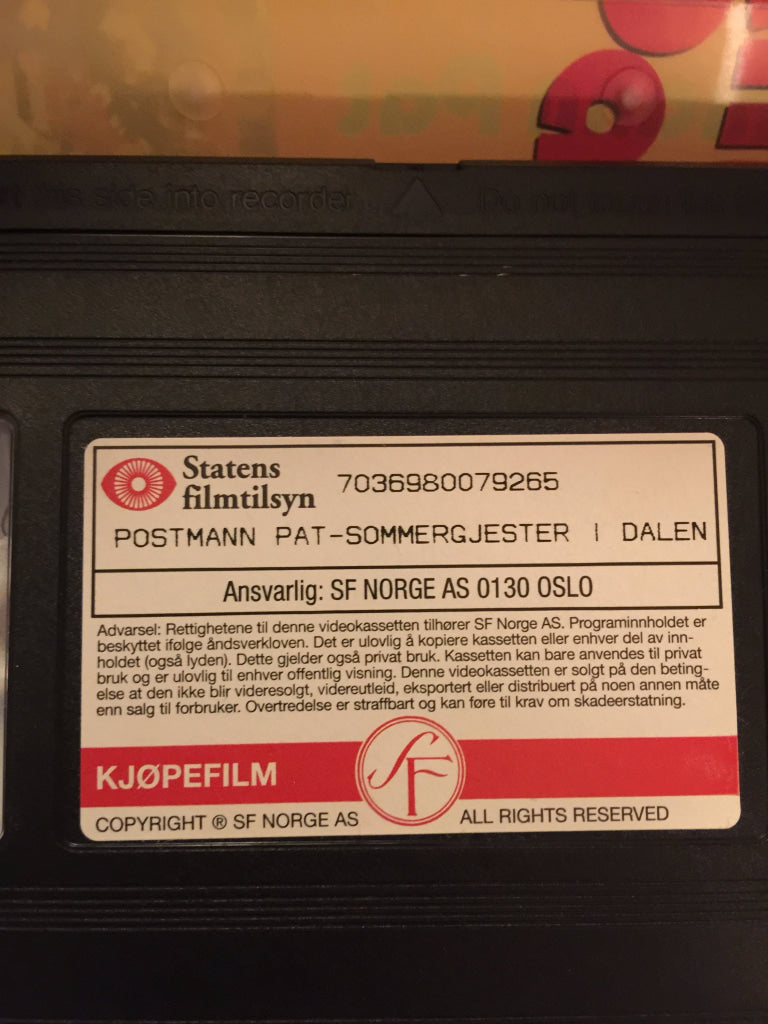 this side into recorder
Do not
Statens
filmtilsyn
7036980079265
POSTMANN PAT-SOMMERGJESTER I DALEN
Ansvarlig: SF NORGE AS 0130 OSLO
Advarsel: Rettighetene til denne videokassetten tilhører SF Norge AS. Programinnholdet er
beskyttet ifølge åndsverkloven. Det er ulovlig å kopiere kassetten eller enhver del av inn-
holdet (også lyden). Dette gjelder også privat bruk. Kassetten kan bare anvendes til privat
bruk og er ulovlig til enhver offentlig visning. Denne videokassetten er solgt på den beting-
else at den ikke blir videresolgt, videreutleid, eksportert eller distribuert på noen annen måte
enn salg til forbruker. Overtredelse er straffbart og kan føre til krav om skadeerstatning.
KJØPEFILM
SF
COPYRIGHT ® SF NORGE AS
ALL RIGHTS RESERVED